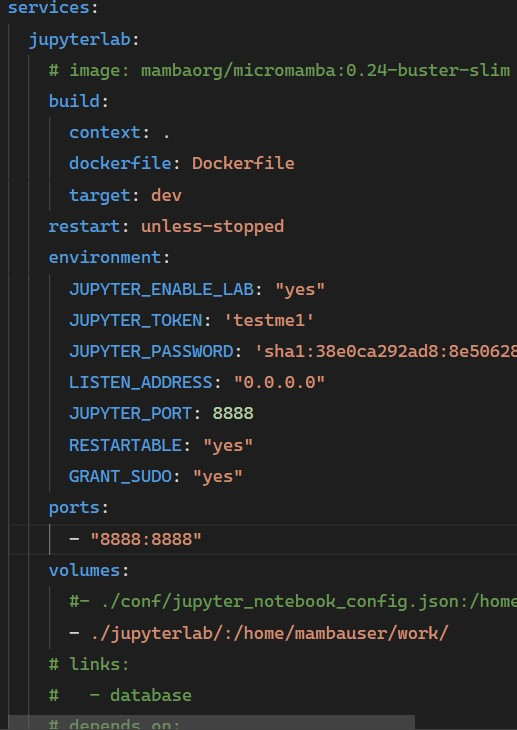 services:
jupyterlab:
# image: mambaorg/micromamba:0.24-buster-slim
build:
context: .
dockerfile: Dockerfile
target: dev
restart: unless-stopped
environment:
JUPYTER_ENABLE_LAB: "yes"
JUPYTER_TOKEN: 'testme1'
JUPYTER_PASSWORD: 'sha1:38e0ca292ad8:8e50628
LISTEN_ADDRESS: "0.0.0.0"
JUPYTER_PORT: 8888
RESTARTABLE: "yes"
GRANT_SUDO: "yes"
ports:
- "8888:8888"
volumes:
#- ./conf/jupyter_notebook_config.json:/home
- ./jupyterlab/:/home/mambauser/work/
# links:
#   - database
# depends_on: